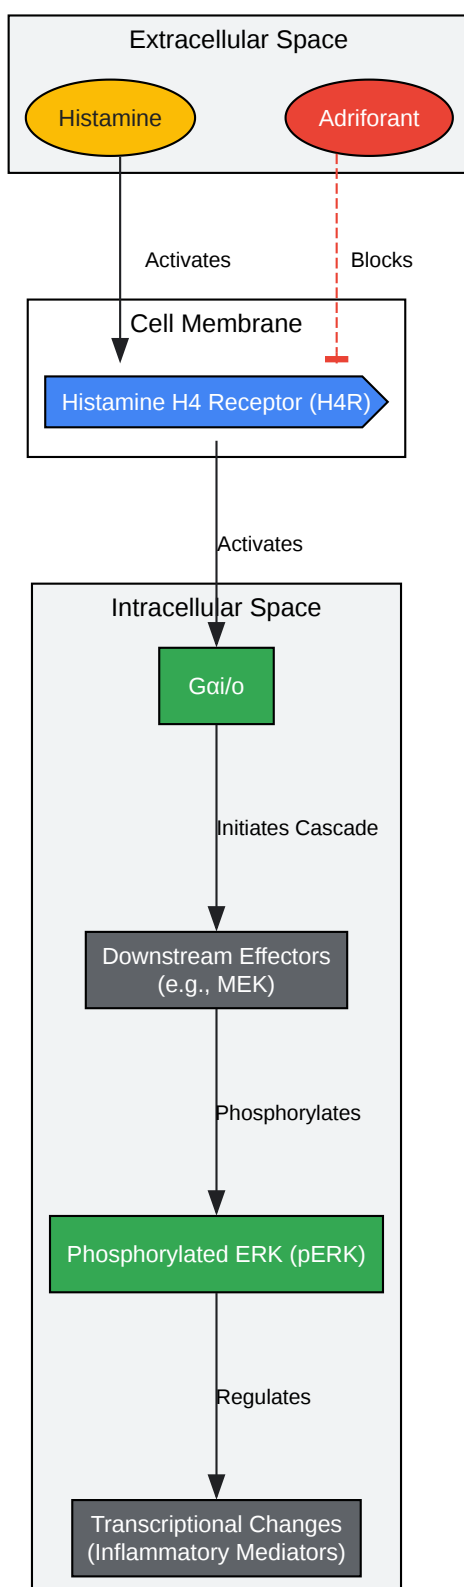 Extracellular Space
Histamine
Adriforant
Activates
Blocks
Cell Membrane
Histamine H4 Receptor (H4R)
Activates
Intracellular Space
Gαi/o
Initiates Cascade
Downstream Effectors
(e.g., MEK)
Phosphorylates
Phosphorylated ERK (pERK)
Regulates
Transcriptional Changes
(Inflammatory Mediators)